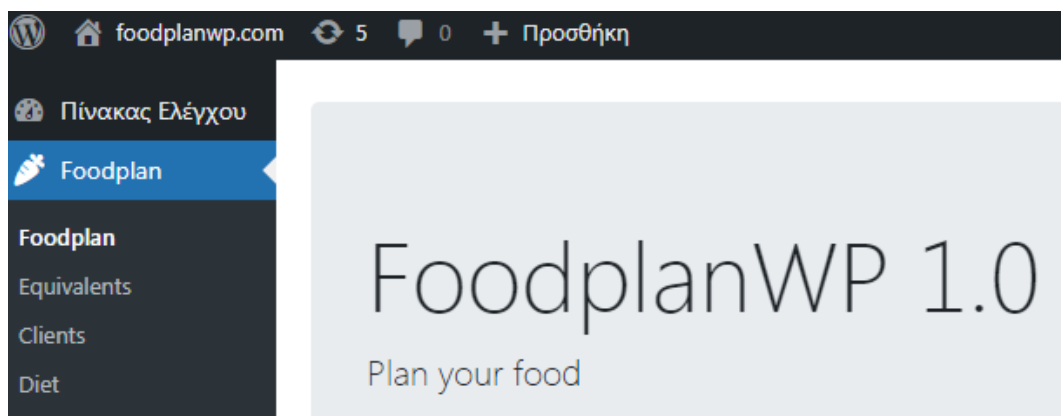 foodplanwp.com 5 0 Προσθήκη
Πίνακας Ελέγχου
Foodplan
Foodplan
Equivalents
Clients
Diet
FoodplanWP 1.0
Plan your food